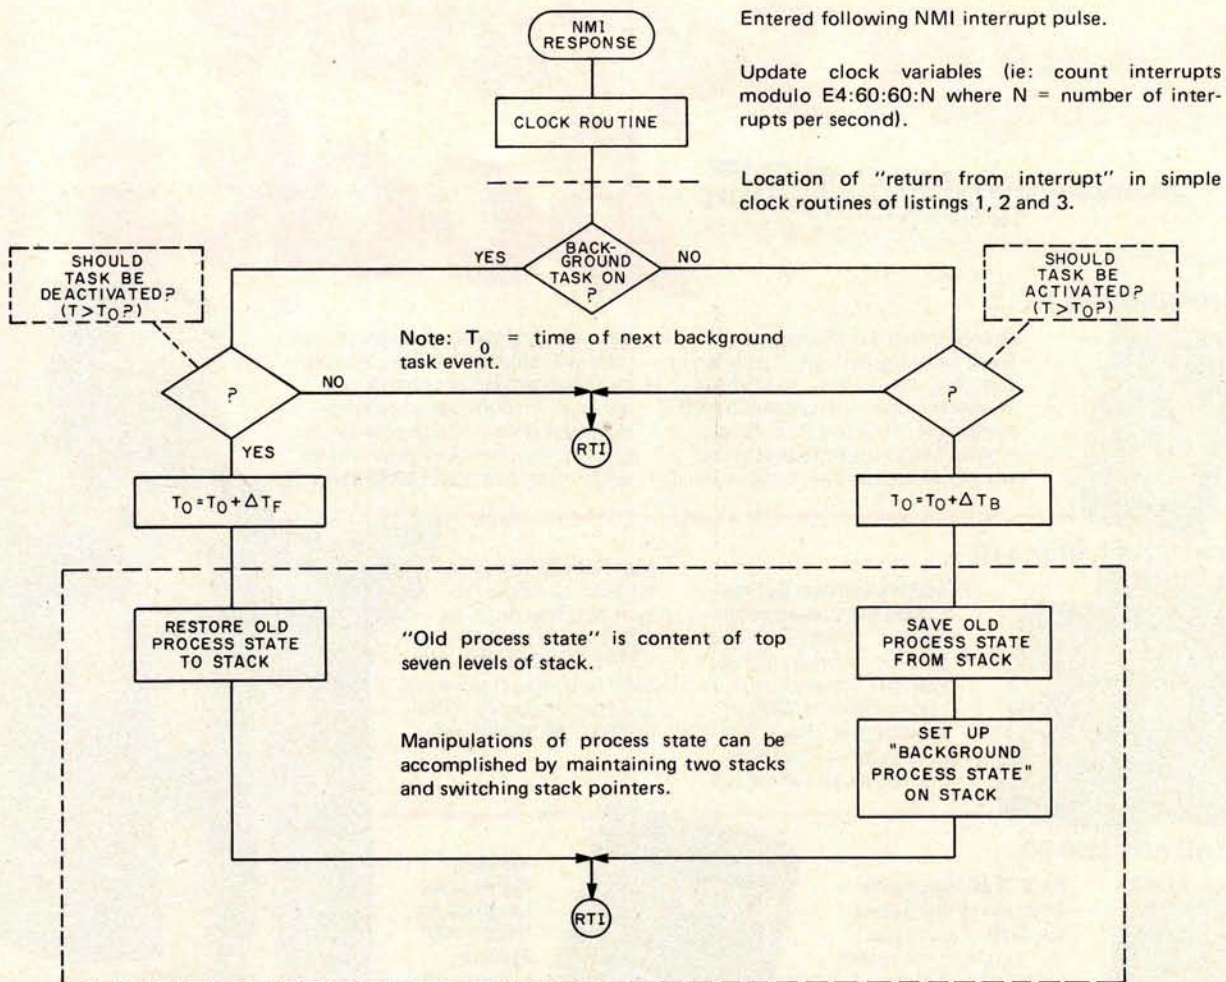 NMI
RESPONSE
Entered following NMI interrupt pulse.
CLOCK ROUTINE
Update clock variables (ie: count interrupts
modulo E4:60:60:N where N = number of inter-
rupts per second).
Location of "return from interrupt" in simple
clock routines of listings 1, 2 and 3.
BACK-
GROUND
TASK ON
?
YES
NO
SHOULD
TASK BE
DEACTIVATED?
(T>T0?)
SHOULD
TASK BE
ACTIVATED?
(T>T0?)
Note: T0 = time of next background
task event.
?
NO
YES
?
RTI
T0=T0+ΔTF
T0=T0+ΔTB
RESTORE OLD
PROCESS STATE
TO STACK
"Old process state" is content of top
seven levels of stack.
SAVE OLD
PROCESS STATE
FROM STACK
Manipulations of process state can be
accomplished by maintaining two stacks
and switching stack pointers.
SET UP
"BACKGROUND
PROCESS STATE"
ON STACK
RTI